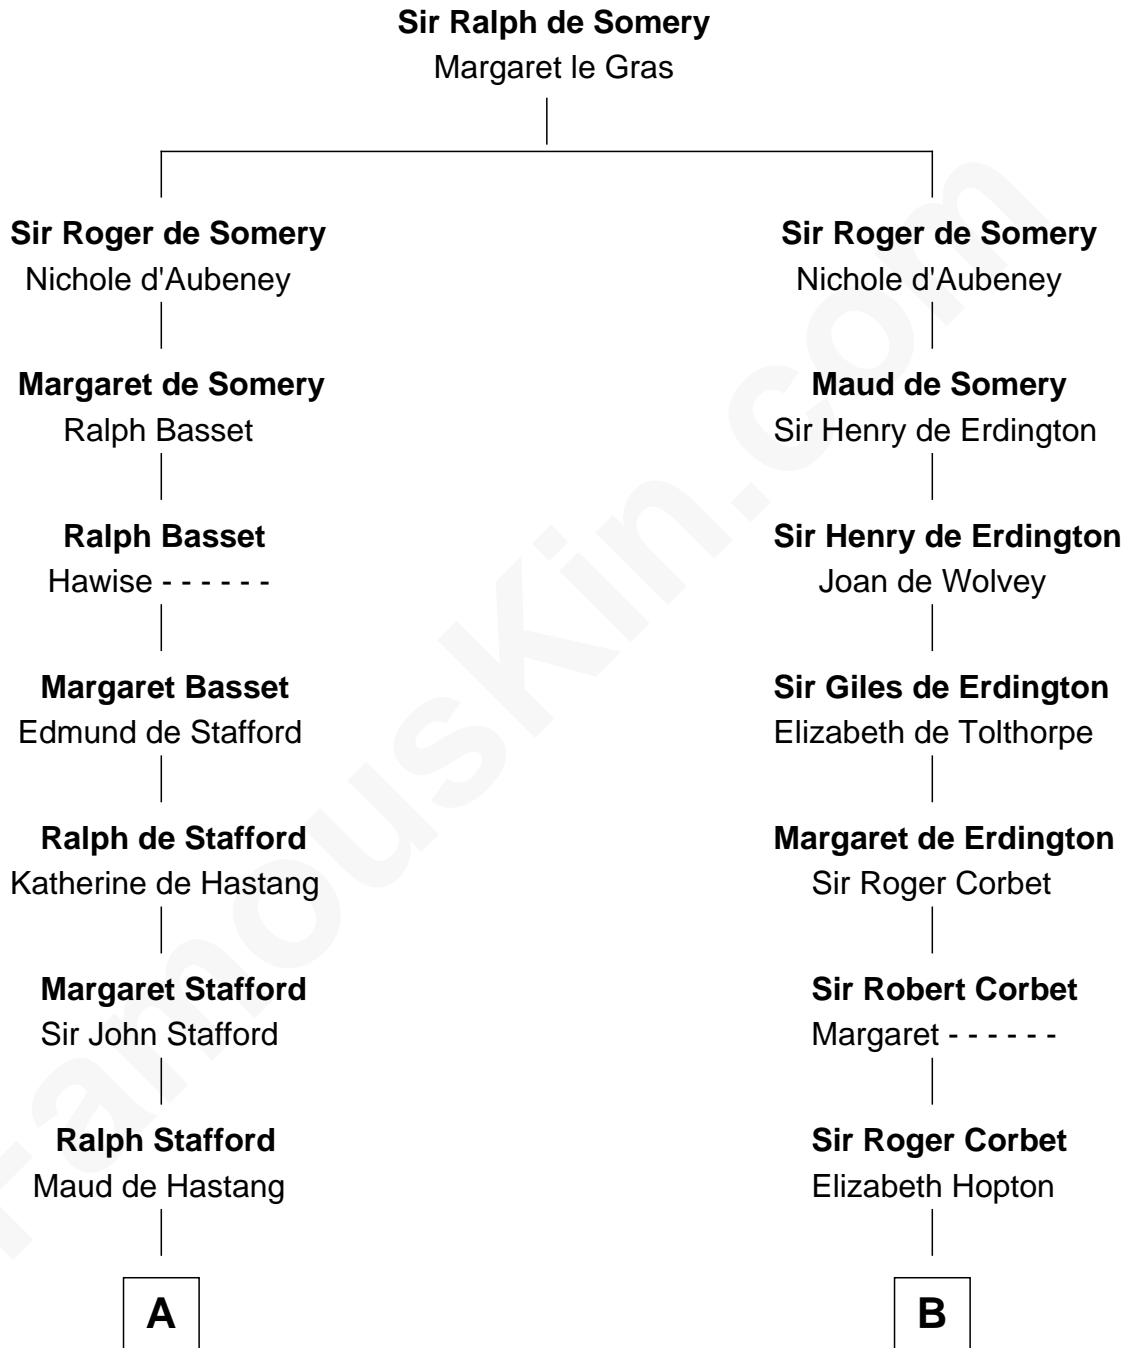 Sir Ralph de Somery
Margaret le Gras
Sir Roger de Somery
Nichole d'Aubeney
Sir Roger de Somery
Nichole d'Aubeney
Margaret de Somery
Ralph Basset
Maud de Somery
Sir Henry de Erdington
Ralph Basset
Hawise - - - - - -
Sir Henry de Erdington
Joan de Wolvey
Margaret Basset
Edmund de Stafford
Sir Giles de Erdington
Elizabeth de Tolthorpe
Ralph de Stafford
Katherine de Hastang
Margaret de Erdington
Sir Roger Corbet
Margaret Stafford
Sir John Stafford
Sir Robert Corbet
Margaret - - - - - -
Ralph Stafford
Maud de Hastang
Sir Roger Corbet
Elizabeth Hopton
A
B
FamousKin.com